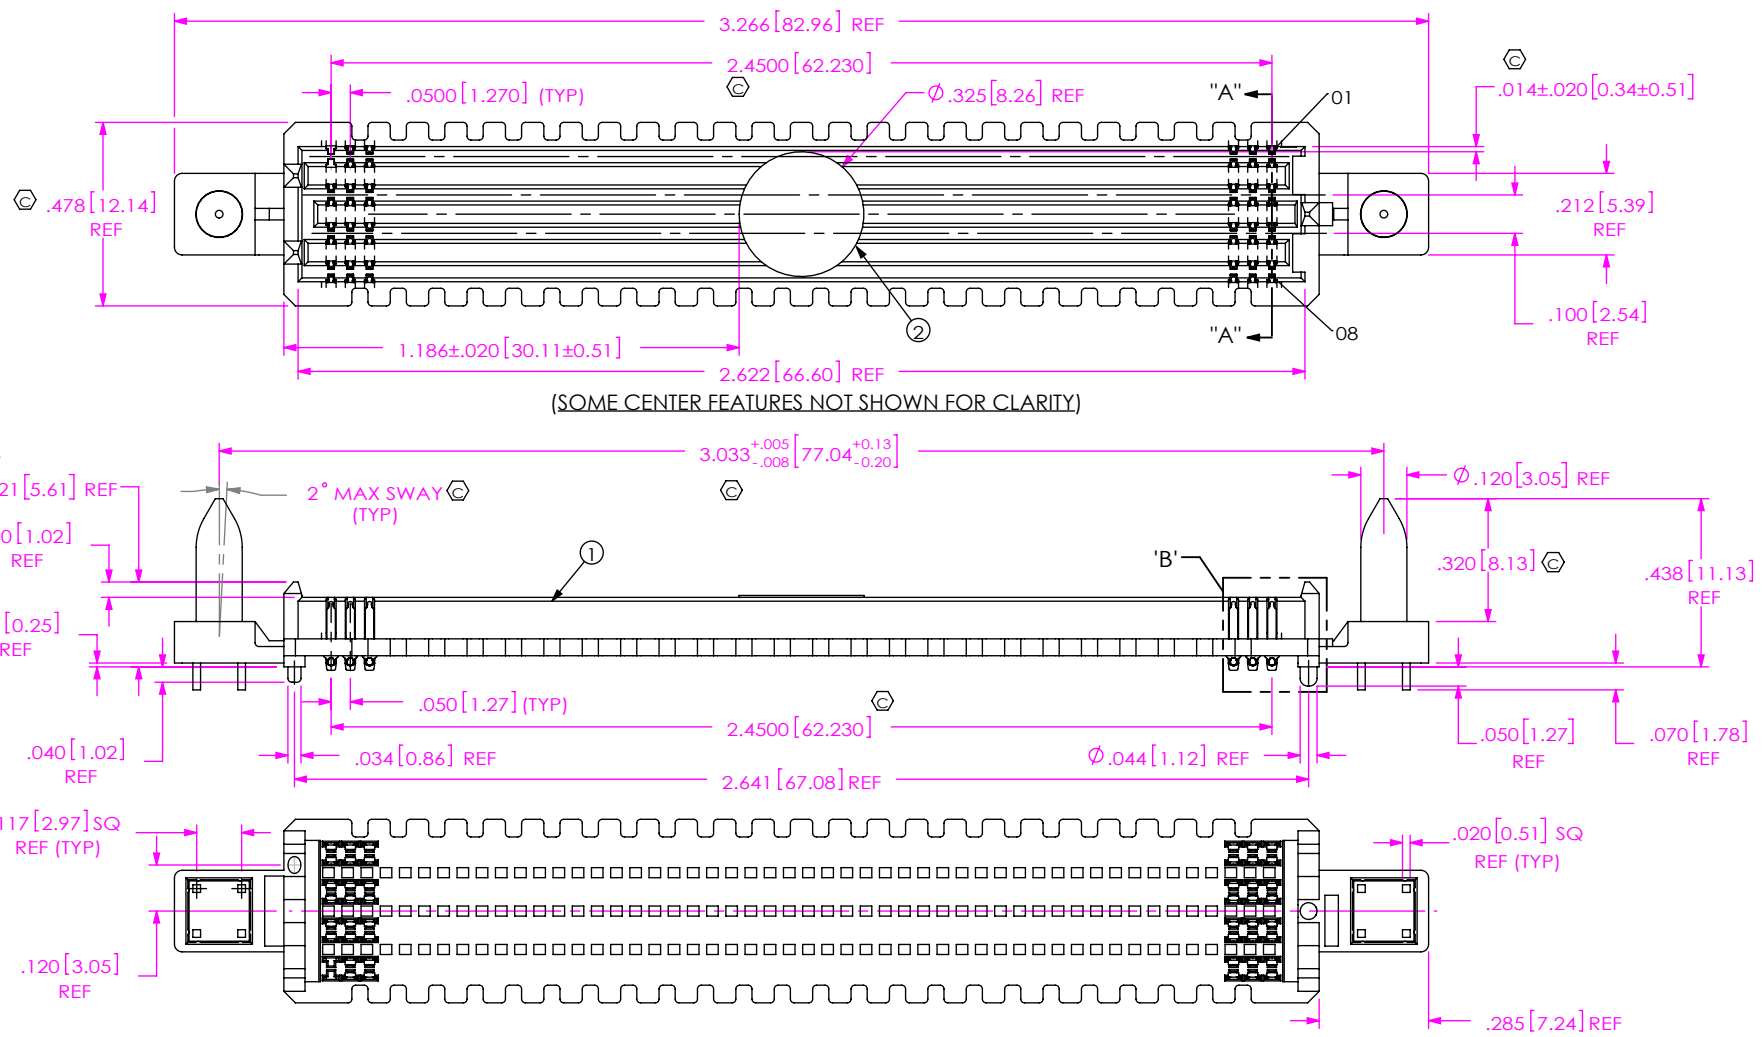 3.266[82.96] REF
2.4500[62.230]
C
C
.0500[1.270] (TYP)
Ø.325[8.26] REF
"A"
01
.014±.020[0.34±0.51]
C .478[12.14]
REF
.212[5.39]
REF
.100[2.54]
REF
2
"A"
08
1.186±.020[30.11±0.51]
2.622[66.60] REF
(SOME CENTER FEATURES NOT SHOWN FOR CLARITY)
3.033 +.005 -.008 [77.04 +0.13 -0.20]
C
21[5.61] REF
2° MAX SWAY C
(TYP)
Ø.120[3.05] REF
0[1.02]
REF
1
'B'
.320[8.13] C
.438[11.13]
REF
[0.25]
REF
.050[1.27] (TYP)
C
2.4500[62.230]
.040[1.02]
REF
.034[0.86] REF
Ø.044[1.12] REF
.050[1.27]
REF
.070[1.78]
REF
2.641[67.08] REF
117[2.97] SQ
REF (TYP)
.020[0.51] SQ
REF (TYP)
.120[3.05]
REF
.285[7.24] REF